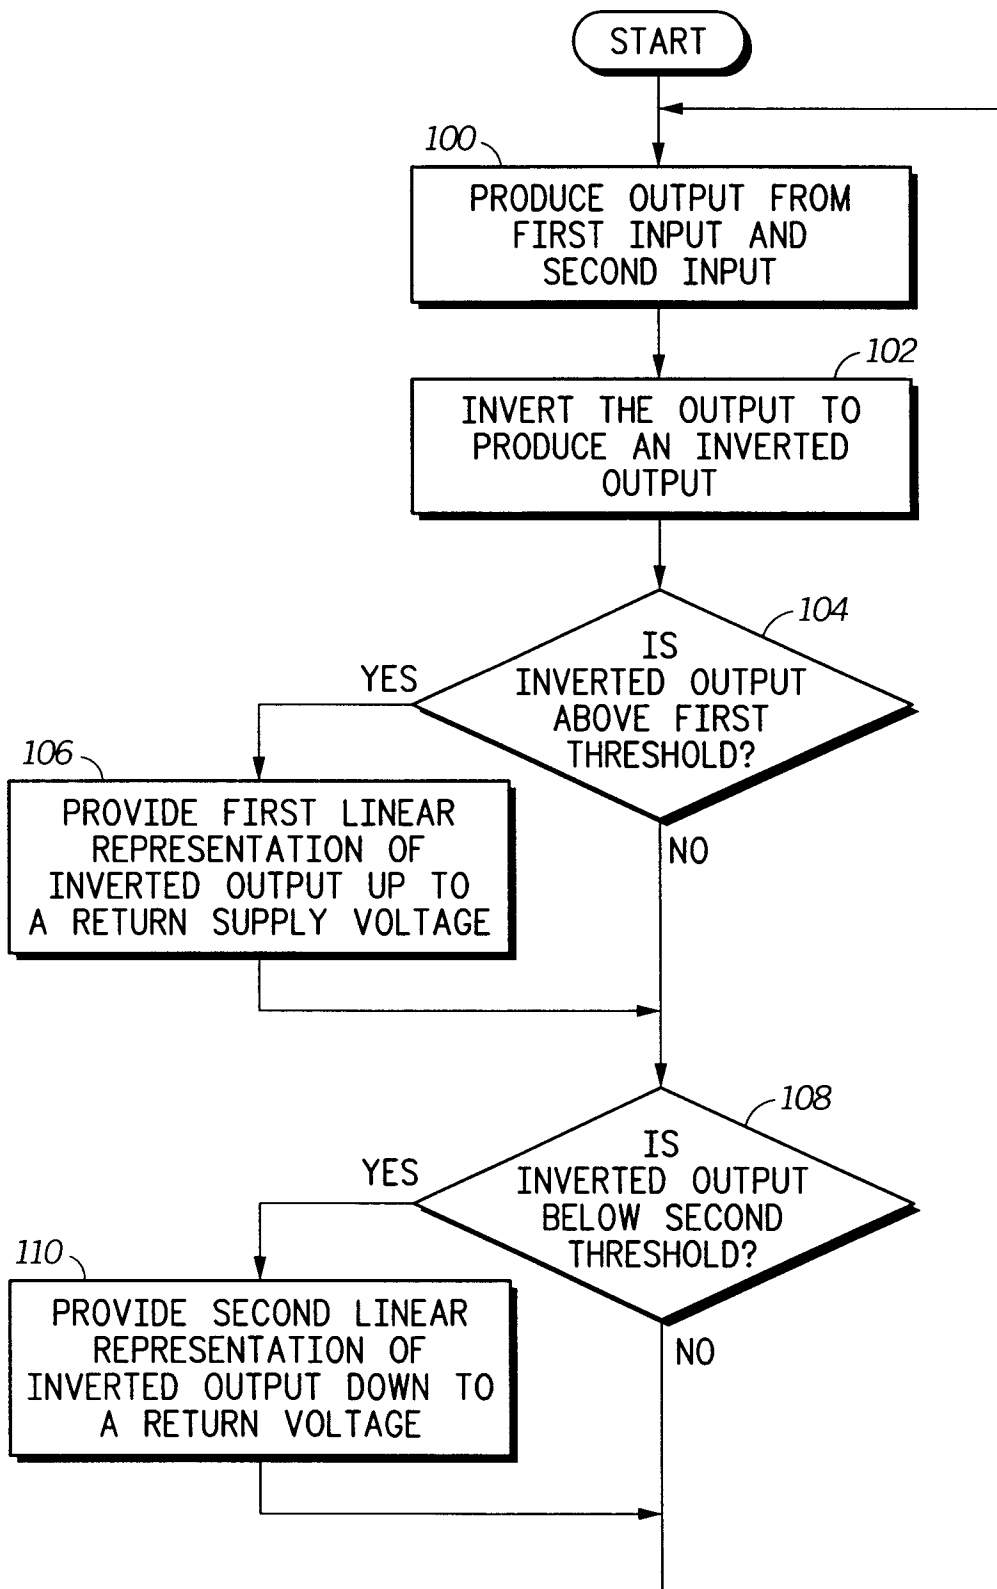 START
100
PRODUCE OUTPUT FROM
FIRST INPUT AND
SECOND INPUT
102
INVERT THE OUTPUT TO
PRODUCE AN INVERTED
OUTPUT
104
IS
INVERTED OUTPUT
ABOVE FIRST
THRESHOLD?
YES
NO
106
PROVIDE FIRST LINEAR
REPRESENTATION OF
INVERTED OUTPUT UP TO
A RETURN SUPPLY VOLTAGE
108
IS
INVERTED OUTPUT
BELOW SECOND
THRESHOLD?
YES
NO
110
PROVIDE SECOND LINEAR
REPRESENTATION OF
INVERTED OUTPUT DOWN TO
A RETURN VOLTAGE